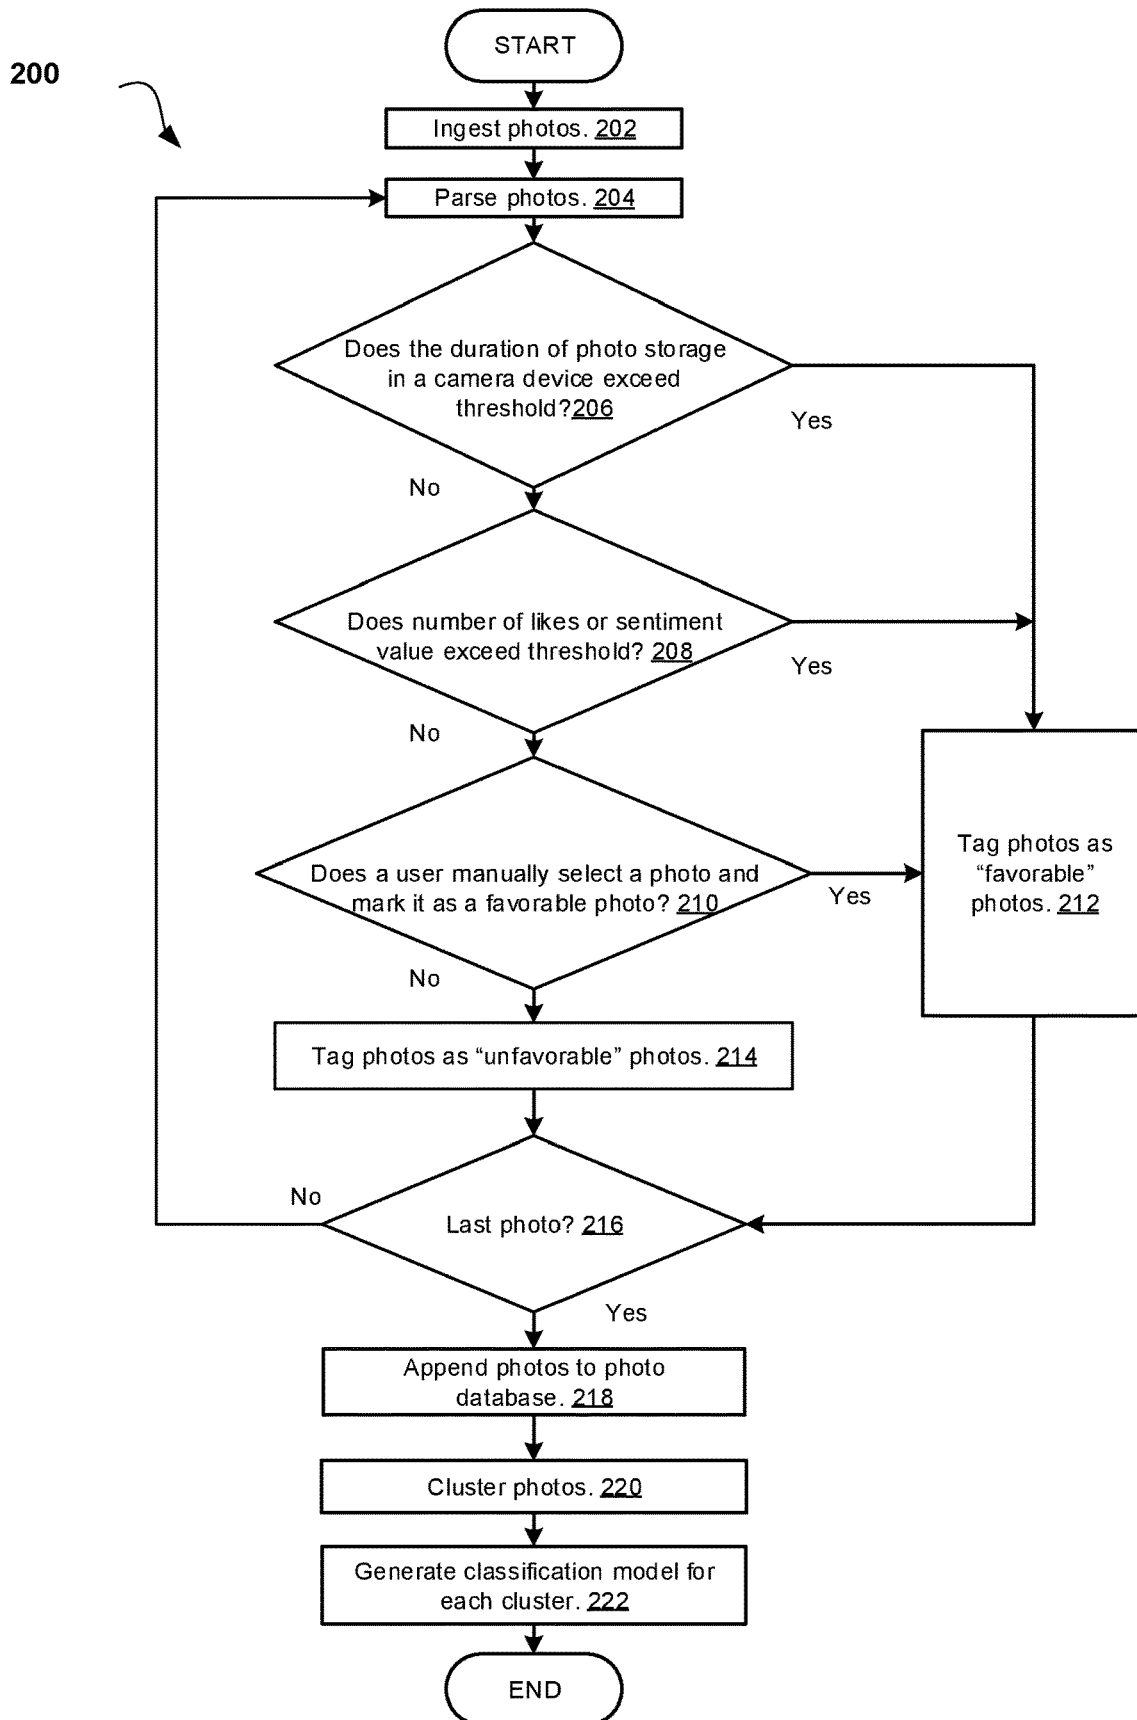 START
200
Ingest photos. 202
Parse photos. 204
Does the duration of photo storage
in a camera device exceed
threshold?206
Yes
No
Does number of likes or sentiment
value exceed threshold? 208
Yes
No
Does a user manually select a photo and
mark it as a favorable photo? 210
Yes
Tag photos as
“favorable”
photos. 212
No
Tag photos as “unfavorable” photos. 214
No
Last photo? 216
Yes
Append photos to photo
database. 218
Cluster photos. 220
Generate classification model for
each cluster. 222
END